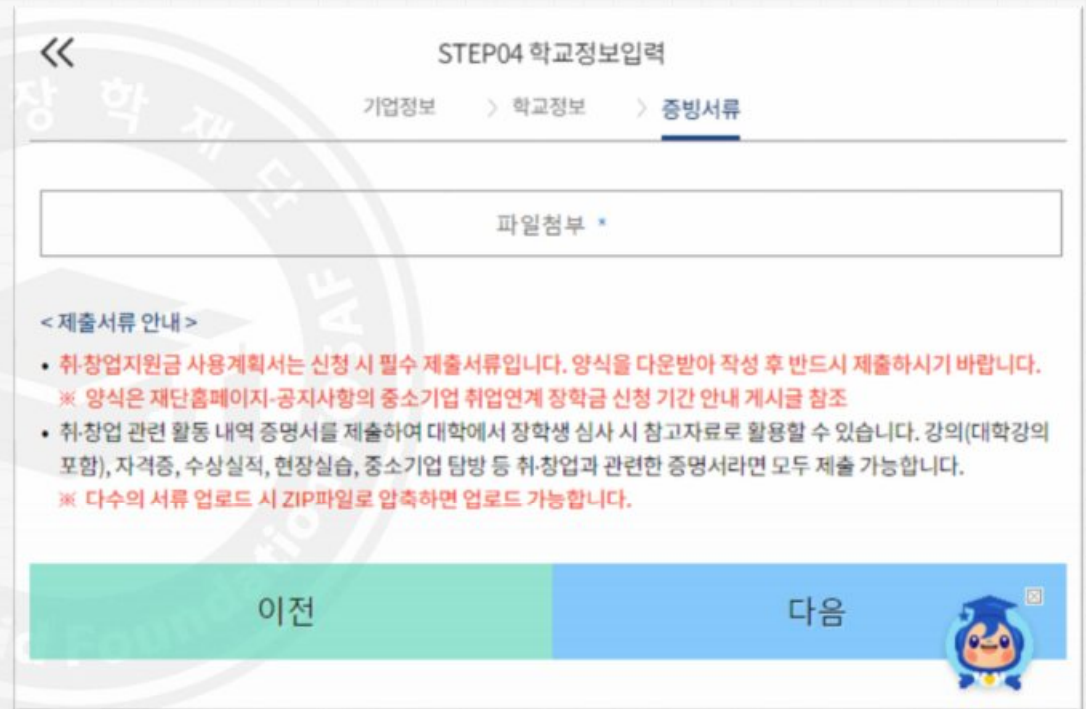 STEP04 학교정보입력
기업정보 > 학교정보 > 증빙서류
파일첨부 *
<제출서류 안내>
• 취·창업지원금 사용계획서는 신청 시 필수 제출서류입니다. 양식을 다운받아 작성 후 반드시 제출하시기 바랍니다.
※ 양식은 재단홈페이지-공지사항의 중소기업 취업연계 장학금 신청 기간 안내 게시글 참조
• 취·창업 관련 활동 내역 증명서를 제출하여 대학에서 장학생 심사 시 참고자료로 활용할 수 있습니다. 강의(대학강의
포함), 자격증, 수상실적, 현장실습, 중소기업 탐방 등 취·창업과 관련한 증명서라면 모두 제출 가능합니다.
※ 다수의 서류 업로드 시 ZIP파일로 압축하면 업로드 가능합니다.
이전
다음
장학재단